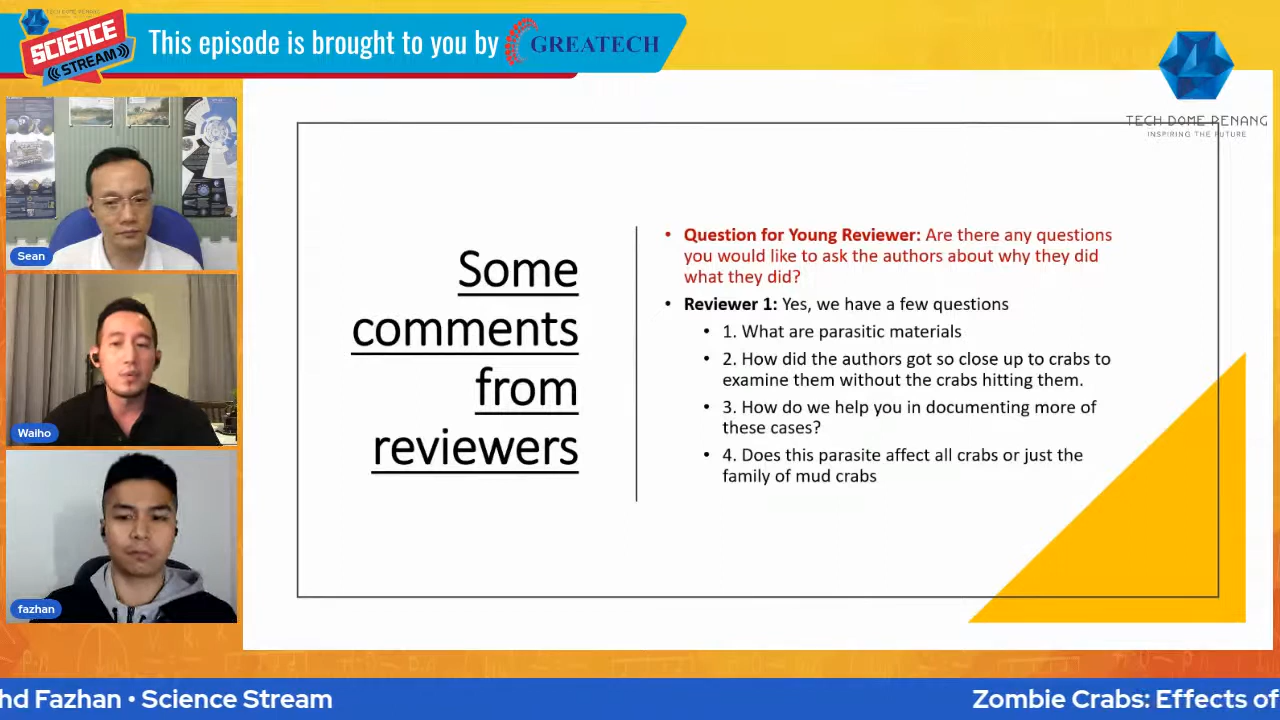 TECH DOME PENANG
SCIENCE
STREAM
This episode is brought to you by
GREATECH
TECH DOME PENANG
INSPIRING THE FUTURE
Sean
Waiho
fazhan
Some
comments
from
reviewers
• Question for Young Reviewer: Are there any questions
you would like to ask the authors about why they did
what they did?
• Reviewer 1: Yes, we have a few questions
• 1. What are parasitic materials
• 2. How did the authors got so close up to crabs to
examine them without the crabs hitting them.
• 3. How do we help you in documenting more of
these cases?
• 4. Does this parasite affect all crabs or just the
family of mud crabs
hd Fazhan • Science Stream
Zombie Crabs: Effects of